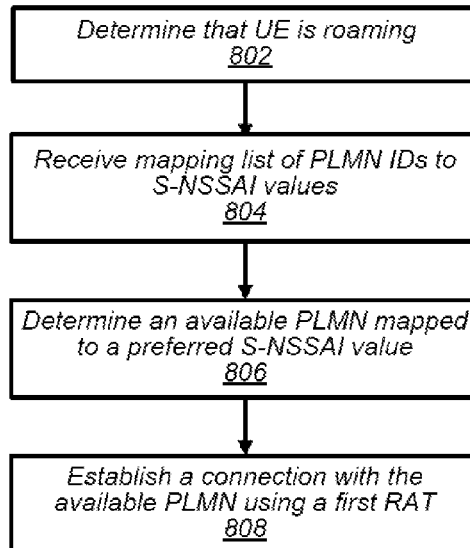 Determine that UE is roaming
802
Receive mapping list of PLMN IDs to
S-NSSAI values
804
Determine an available PLMN mapped
to a preferred S-NSSAI value
806
Establish a connection with the
available PLMN using a first RAT
808